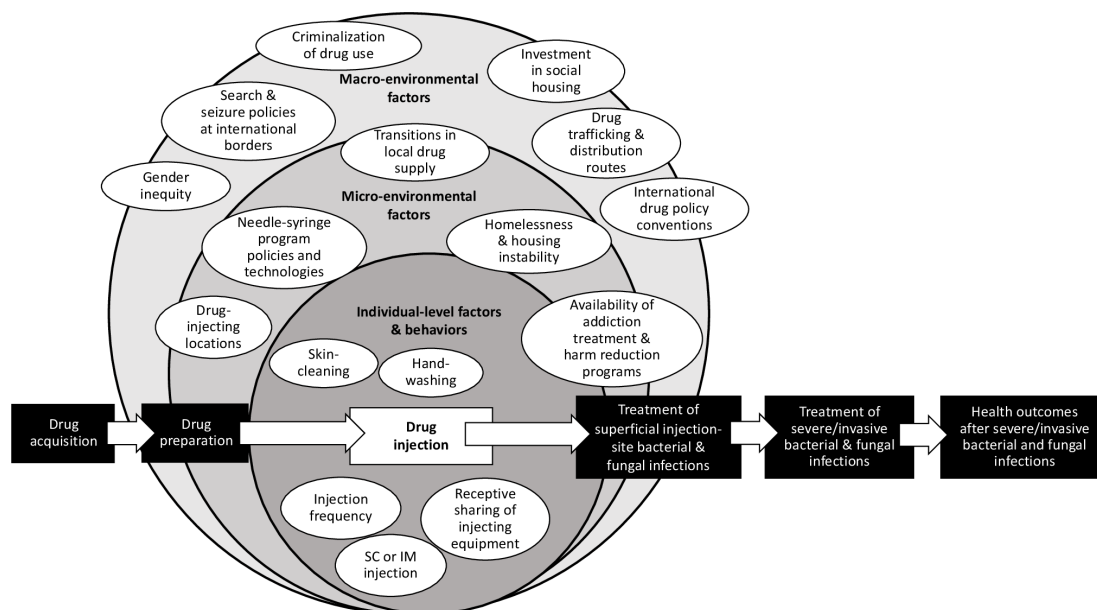 Criminalization
of drug use
Investment
in social
housing
Macro-environmental
factors
Search &
seizure policies
at international
borders
Drug
trafficking &
distribution
routes
Transitions in
local drug
supply
Gender
inequity
International
drug policy
conventions
Micro-environmental
factors
Needle-syringe
program
policies and
technologies
Homelessness
& housing
instability
Individual-level factors
& behaviors
Availability of
addiction
treatment &
harm reduction
programs
Drug-
injecting
locations
Skin-
cleaning
Hand-
washing
Drug
acquisition
Drug
preparation
Drug
injection
Treatment of
superficial injection-
site bacterial &
fungal infections
Treatment of
severe/invasive
bacterial & fungal
infections
Health outcomes
after severe/invasive
bacterial and fungal
infections
Injection
frequency
Receptive
sharing of
injecting
equipment
SC or IM
injection